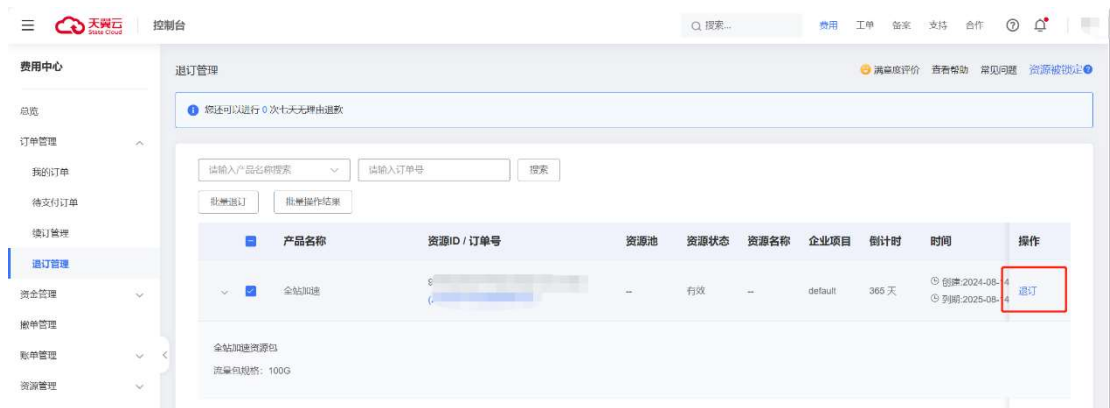 天翼云
State Cloud
控制台
搜索...
费用 工单 备案 支持 合作
费用中心
总览
订单管理
我的订单
待支付订单
续订管理
退订管理
资金管理
撤单管理
账单管理
资源管理
退订管理
满意度评价 查看帮助 常见问题 资源被锁定
您还可以进行 0 次七天无理由退款
请输入产品名称搜索 请输入订单号 搜索
批量退订 批量操作结果
产品名称 资源ID / 订单号 资源池 资源状态 资源名称 企业项目 倒计时 时间 操作
全站加速 -- 有效 -- default 365 天 创建:2024-08-14 退订
到期:2025-08-14
全站加速资源包
流量包规格: 100G